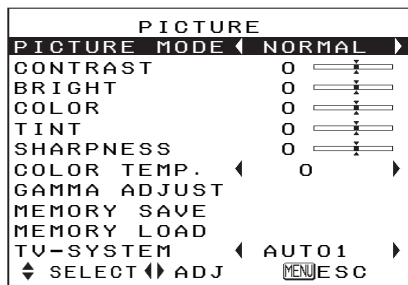 PICTURE
PICTURE MODE NORMAL
CONTRAST 0
BRIGHT 0
COLOR 0
TINT 0
SHARPNESS 0
COLOR TEMP. 0
GAMMA ADJUST
MEMORY SAVE
MEMORY LOAD
TV-SYSTEM AUTO1
SELECT ADJ MENU ESC